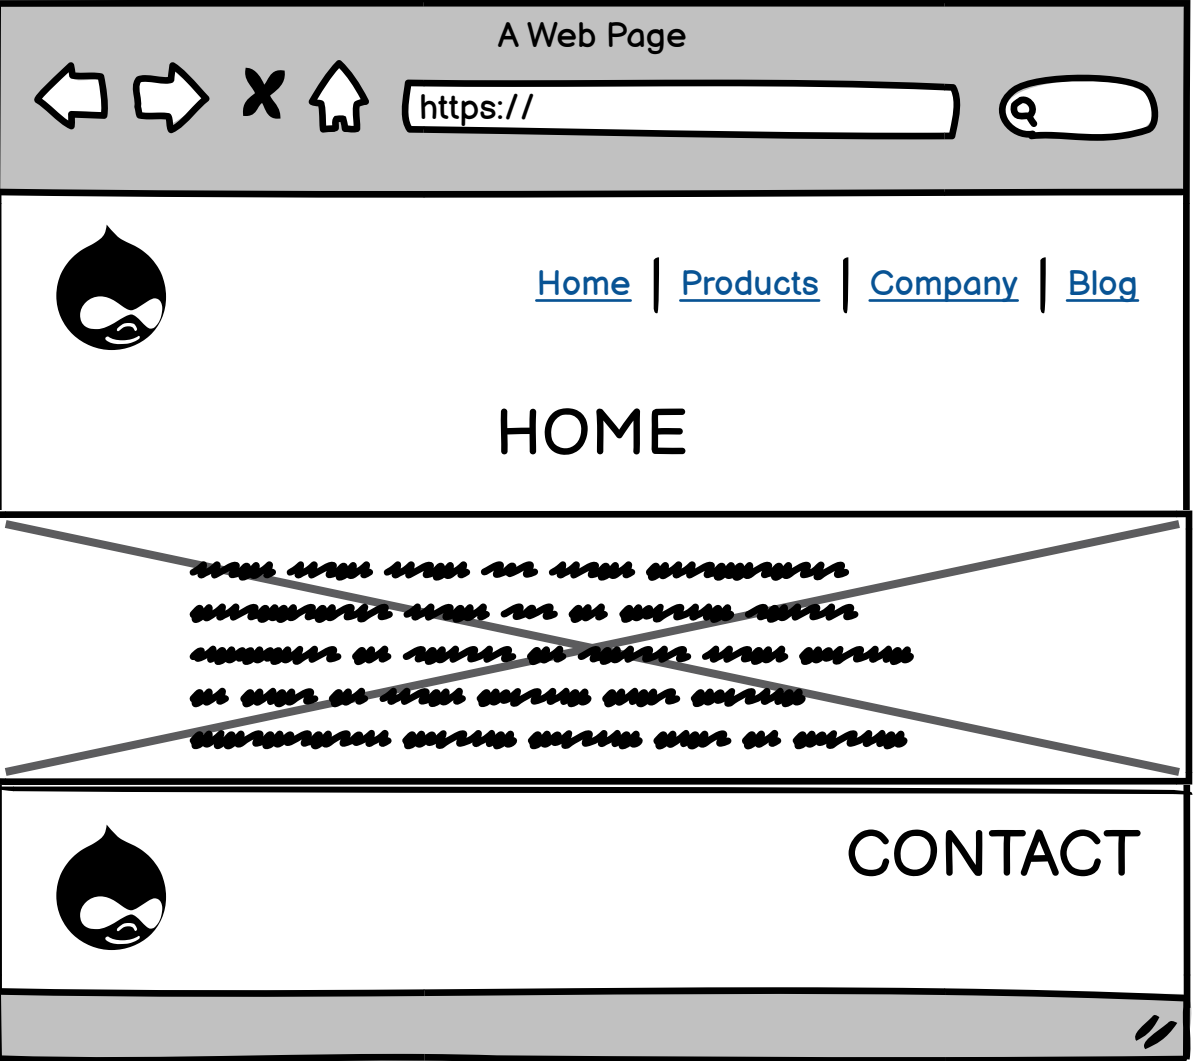 A Web Page
https://
Home | Products | Company | Blog
HOME
CONTACT